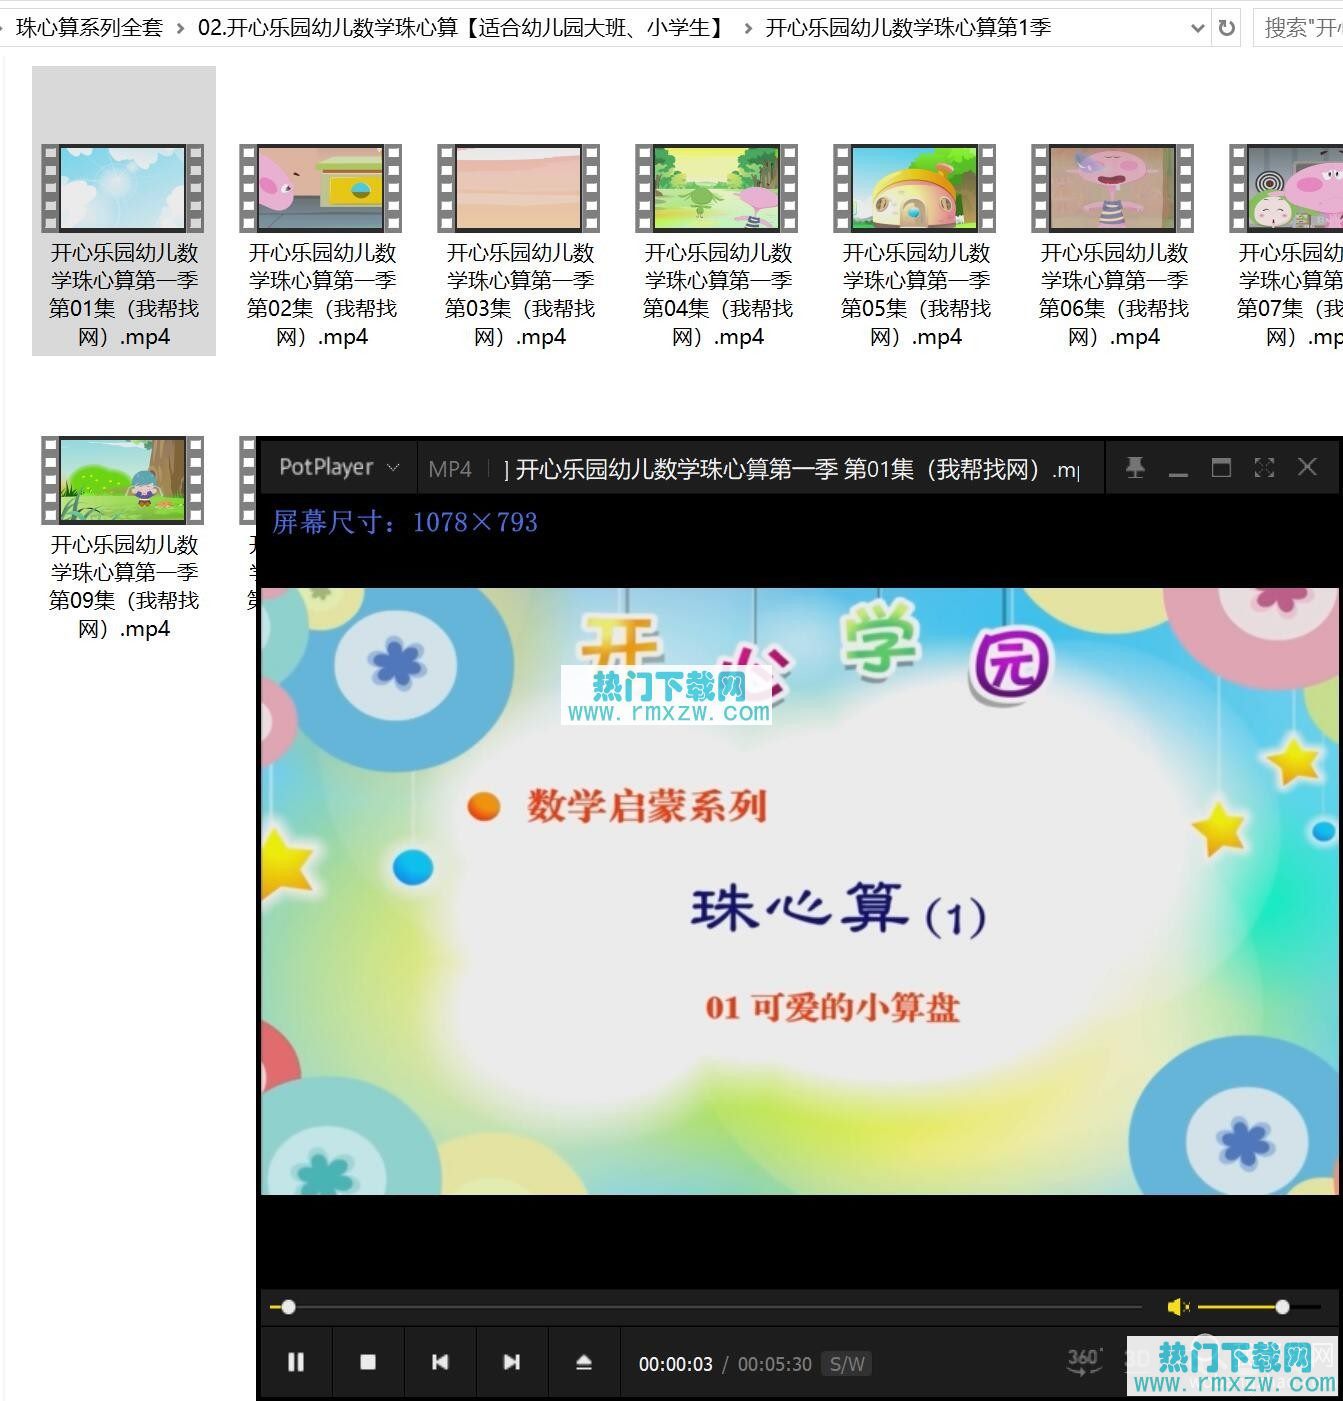 珠心算系列全套 › 02.开心乐园幼儿数学珠心算【适合幼儿园大班、小学生】 › 开心乐园幼儿数学珠心算第1季
搜索"开心
开心乐园幼儿数
学珠心算第一季
第01集（我帮找
网）.mp4
开心乐园幼儿数
学珠心算第一季
第02集（我帮找
网）.mp4
开心乐园幼儿数
学珠心算第一季
第03集（我帮找
网）.mp4
开心乐园幼儿数
学珠心算第一季
第04集（我帮找
网）.mp4
开心乐园幼儿数
学珠心算第一季
第05集（我帮找
网）.mp4
开心乐园幼儿数
学珠心算第一季
第06集（我帮找
网）.mp4
开心乐园幼
学珠心算第
第07集（我
网）.mp
开心乐园幼儿数
学珠心算第一季
第09集（我帮找
网）.mp4
PotPlayer
MP4
] 开心乐园幼儿数学珠心算第一季 第01集（我帮找网）.mp
屏幕尺寸：1078×793
开心学园
热门下载网
www.rmxzw.com
数学启蒙系列
珠心算(1)
01 可爱的小算盘
00:00:03 / 00:05:30 S/W
360°
3D
热门下载网
www.rmxzw.com